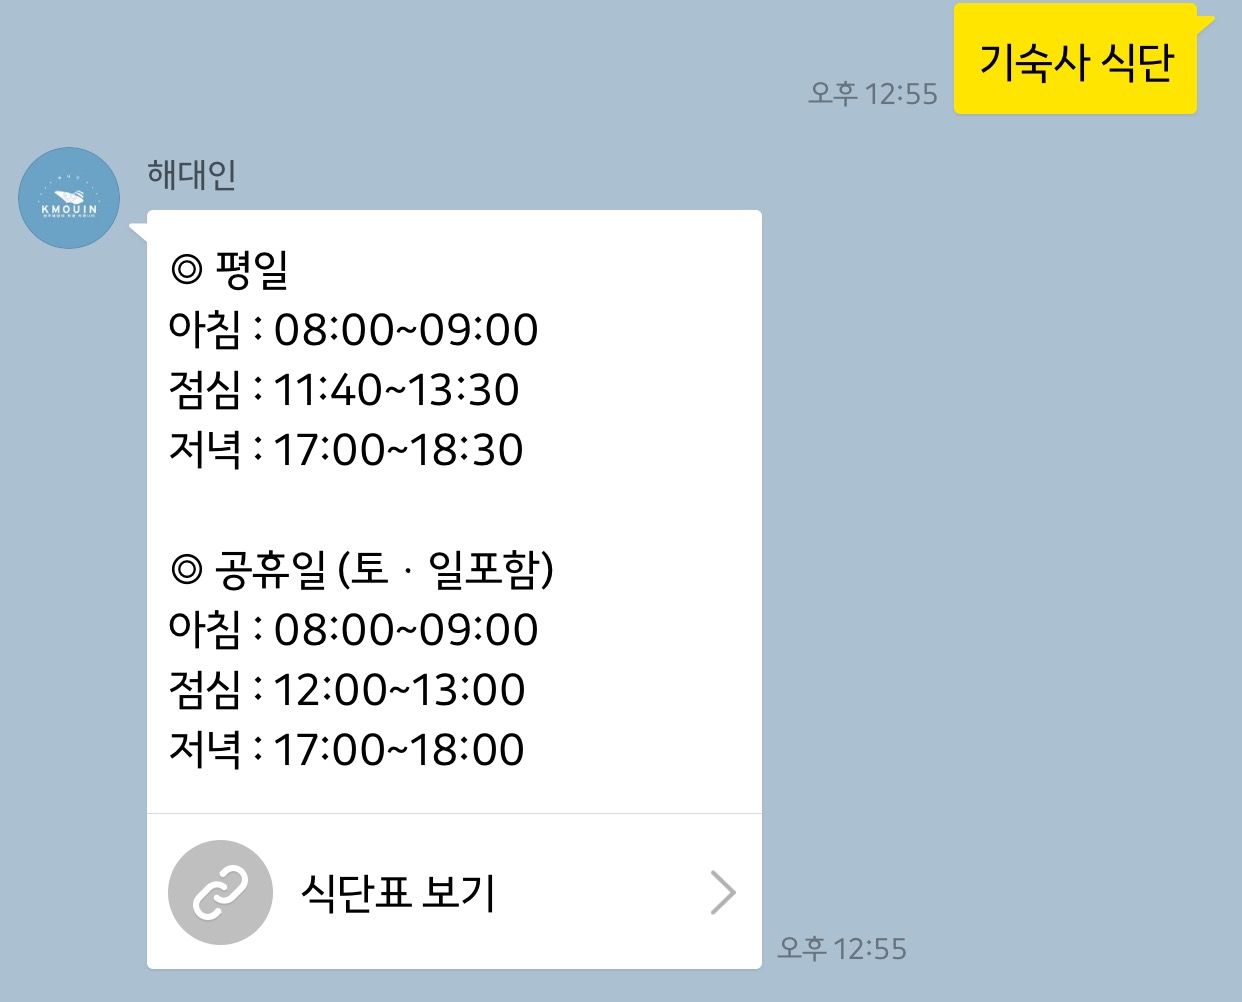 기숙사 식단
오후 12:55
해대인
KMOUIN
◎ 평일
아침 : 08:00~09:00
점심 : 11:40~13:30
저녁 : 17:00~18:30
◎ 공휴일 (토 · 일포함)
아침 : 08:00~09:00
점심 : 12:00~13:00
저녁 : 17:00~18:00
식단표 보기
오후 12:55